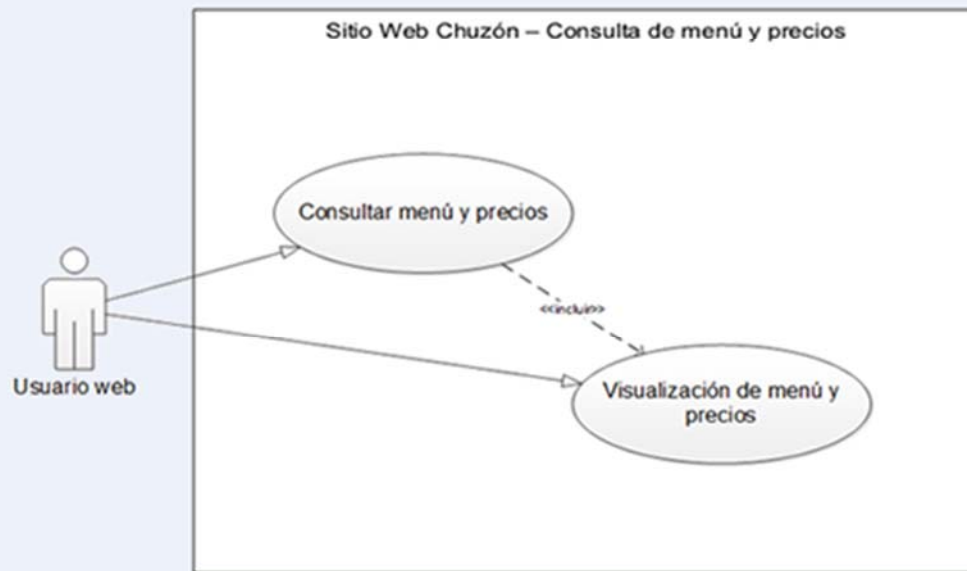 Sitio Web Chuzón – Consulta de menú y precios
Consultar menú y precios
<<incluir>>
Usuario web
Visualización de menú y
precios